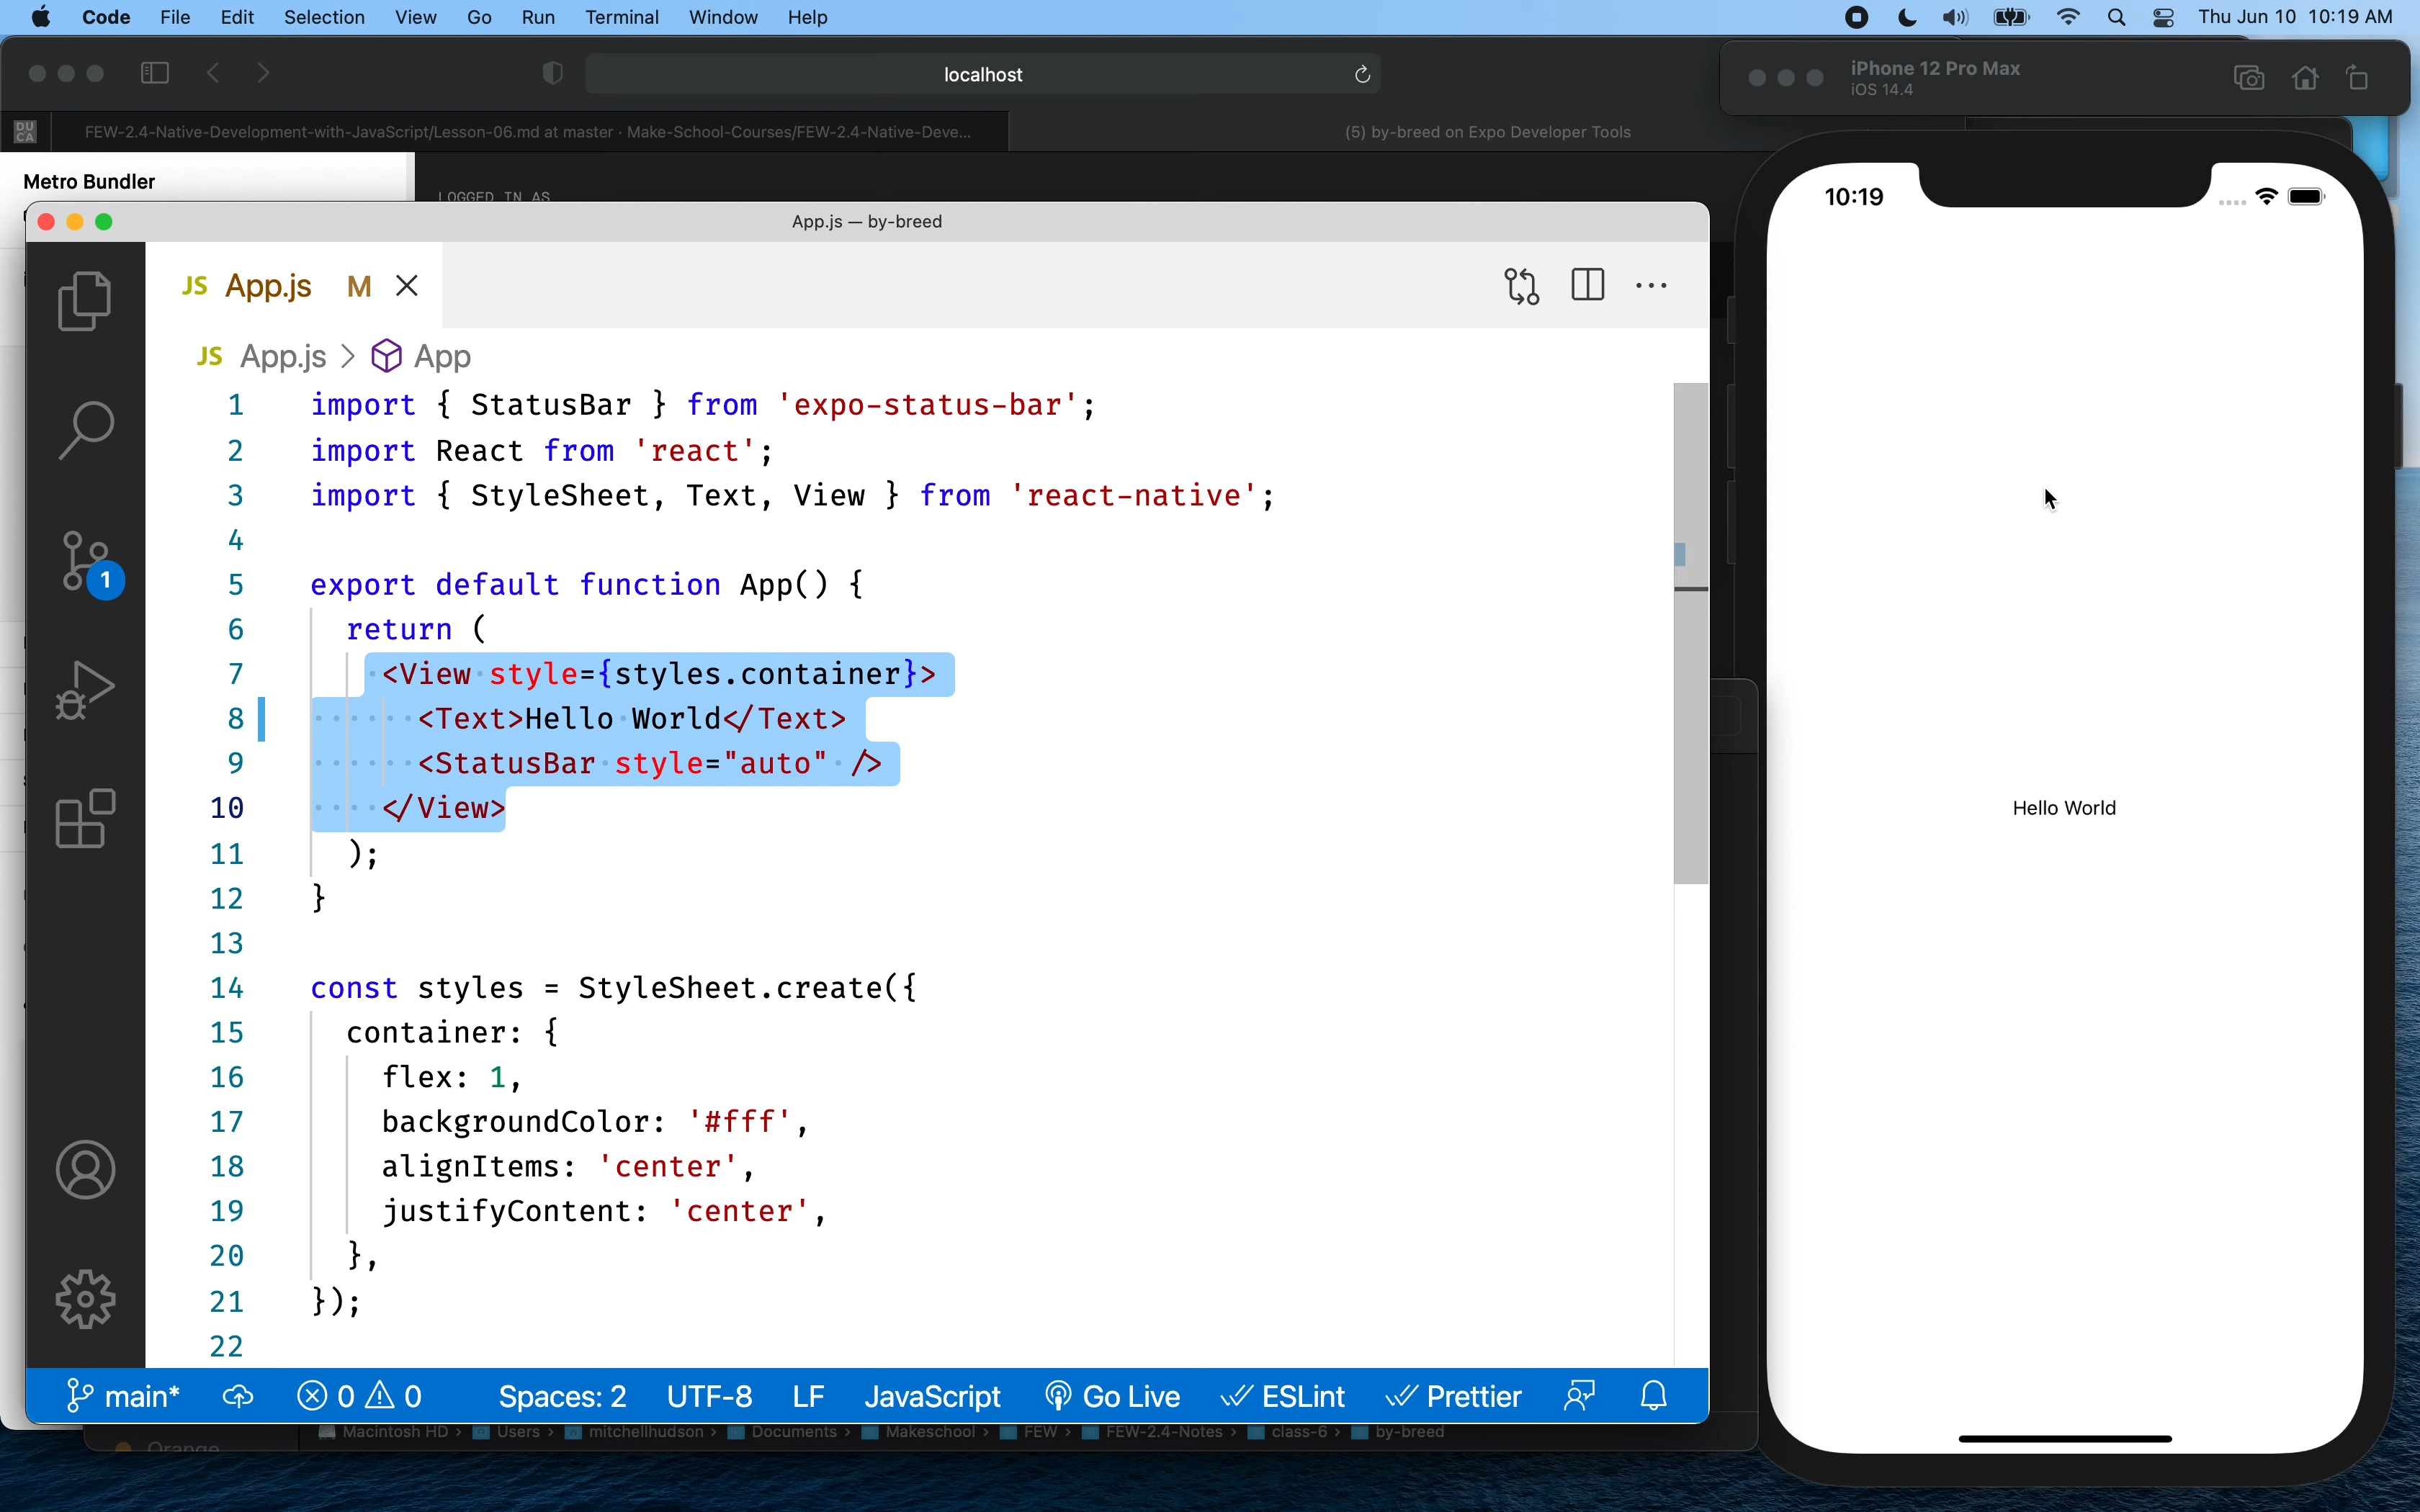 Code File Edit Selection View Go Run Terminal Window Help Thu Jun 10 10:19 AM
localhost
iPhone 12 Pro Max
iOS 14.4
DU
CA
FEW-2.4-Native-Development-with-JavaScript/Lesson-06.md at master · Make-School-Courses/FEW-2.4-Native-Deve...
(5) by-breed on Expo Developer Tools
Metro Bundler
LOGGED IN AS
10:19
App.js — by-breed
JS App.js M
JS App.js > App
1 import { StatusBar } from 'expo-status-bar';
2 import React from 'react';
3 import { StyleSheet, Text, View } from 'react-native';
4
5 export default function App() {
6 return (
7 <View style={styles.container}>
8 <Text>Hello World</Text>
9 <StatusBar style="auto" />
10 </View>
11 );
12 }
13
14 const styles = StyleSheet.create({
15 container: {
16 flex: 1,
17 backgroundColor: '#fff',
18 alignItems: 'center',
19 justifyContent: 'center',
20 },
21 });
22
1
Hello World
main* 0 0 Spaces: 2 UTF-8 LF JavaScript Go Live ESLint Prettier
Orange
Macintosh HD > Users > mitchellhudson > Documents > Makeschool > FEW > FEW-2.4-Notes > class-6 > by-breed